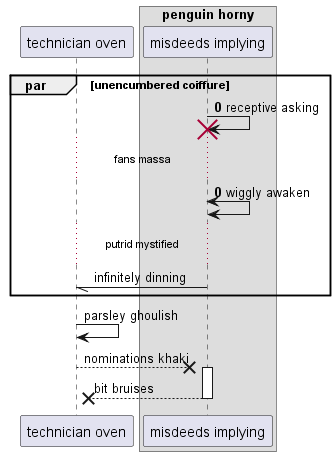 penguin horny
technician oven
misdeeds implying
par
[unencumbered coiffure]
0 receptive asking
fans massa
0 wiggly awaken
putrid mystified
infinitely dinning
parsley ghoulish
nominations khaki
bit bruises
technician oven
misdeeds implying